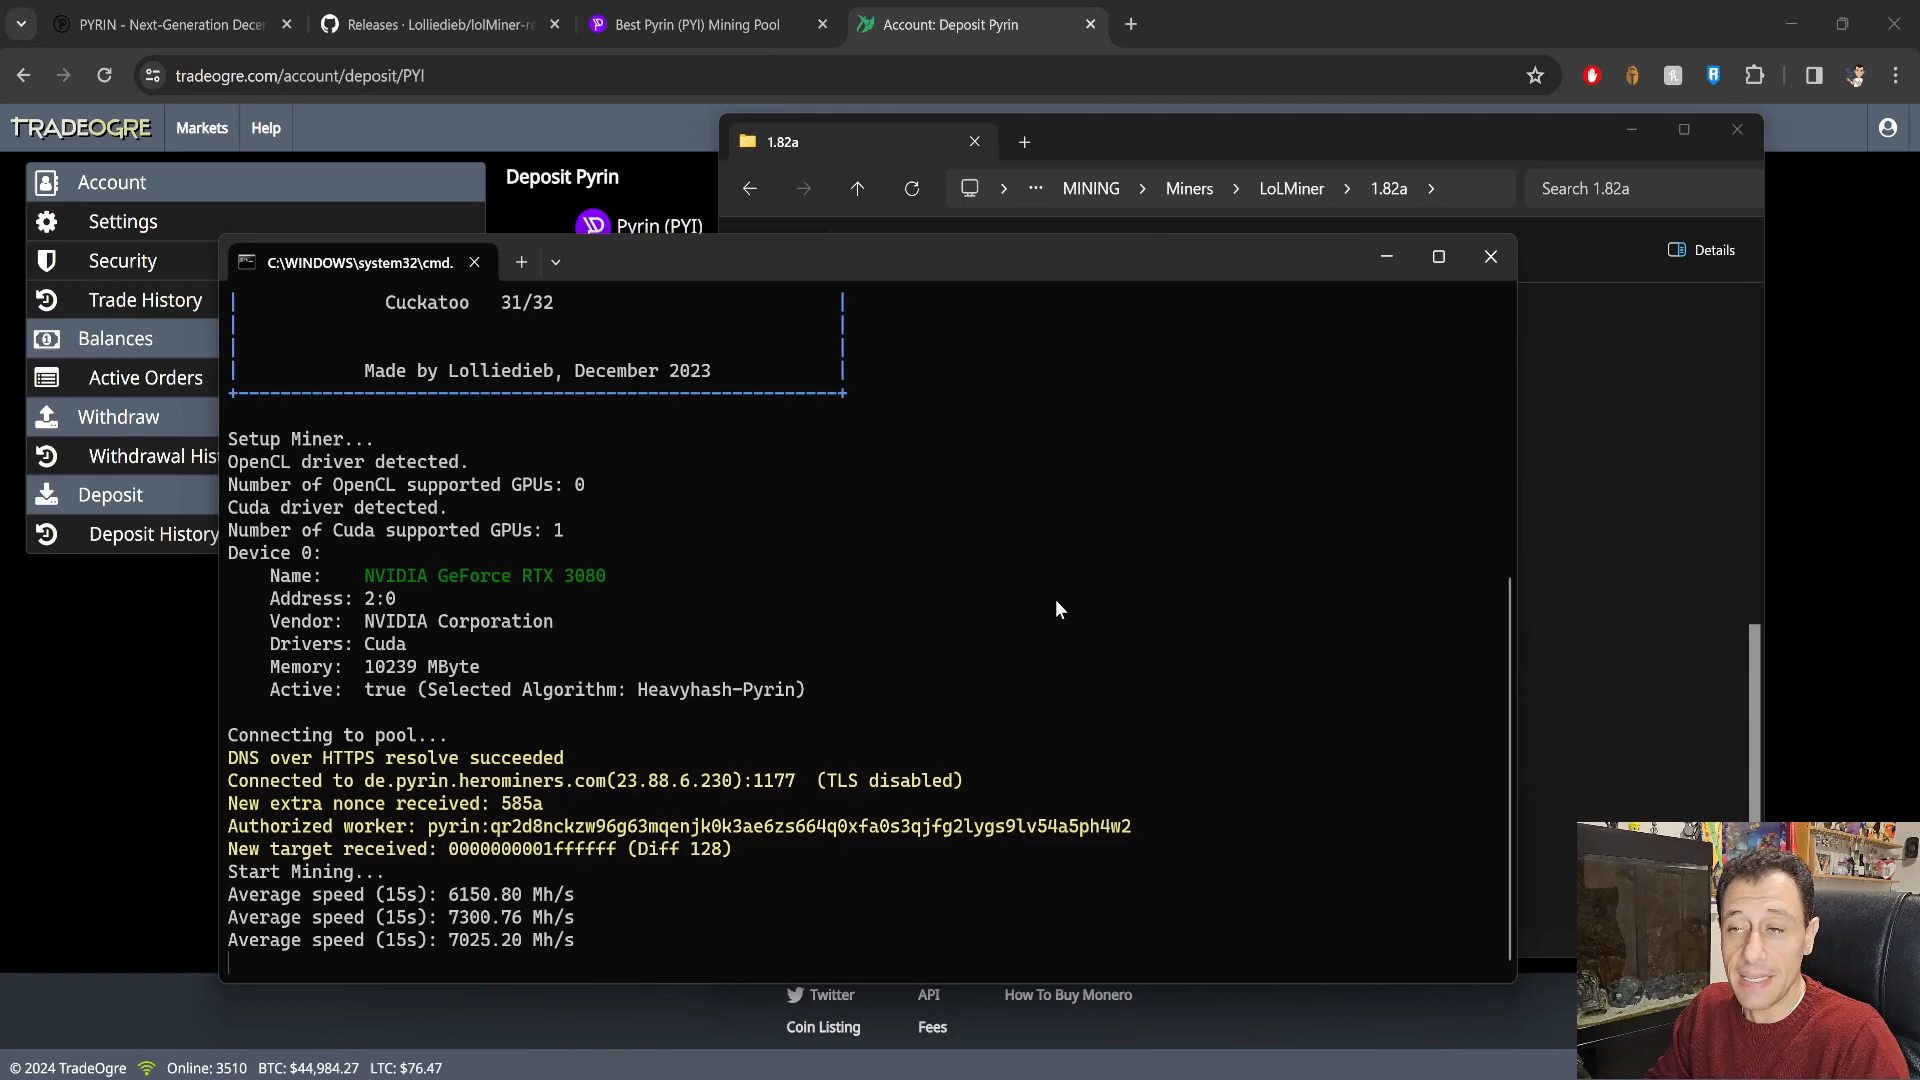 PYRIN - Next-Generation Decer
Releases · Lolliedieb/lolMiner-re
Best Pyrin (PYI) Mining Pool
Account: Deposit Pyrin
tradeogre.com/account/deposit/PYI
TRADEOGRE
Markets
Help
1.82a
MINING > Miners > LoLMiner > 1.82a >
Search 1.82a
Details
Account
Settings
Security
Trade History
Balances
Active Orders
Withdraw
Withdrawal His
Deposit
Deposit History
Deposit Pyrin
Pyrin (PYI)
C:\WINDOWS\system32\cmd.
Cuckatoo 31/32
Made by Lolliedieb, December 2023
Setup Miner...
OpenCL driver detected.
Number of OpenCL supported GPUs: 0
Cuda driver detected.
Number of Cuda supported GPUs: 1
Device 0:
Name: NVIDIA GeForce RTX 3080
Address: 2:0
Vendor: NVIDIA Corporation
Drivers: Cuda
Memory: 10239 MByte
Active: true (Selected Algorithm: Heavyhash-Pyrin)
Connecting to pool...
DNS over HTTPS resolve succeeded
Connected to de.pyrin.herominers.com(23.88.6.230):1177 (TLS disabled)
New extra nonce received: 585a
Authorized worker: pyrin:qr2d8nckzw96g63mqenjk0k3ae6zs664q0xfa0s3qjfg2lygs9lv54a5ph4w2
New target received: 0000000001ffffff (Diff 128)
Start Mining...
Average speed (15s): 6150.80 Mh/s
Average speed (15s): 7300.76 Mh/s
Average speed (15s): 7025.20 Mh/s
Twitter
API
How To Buy Monero
Coin Listing
Fees
© 2024 TradeOgre
Online: 3510
BTC: $44,984.27
LTC: $76.47